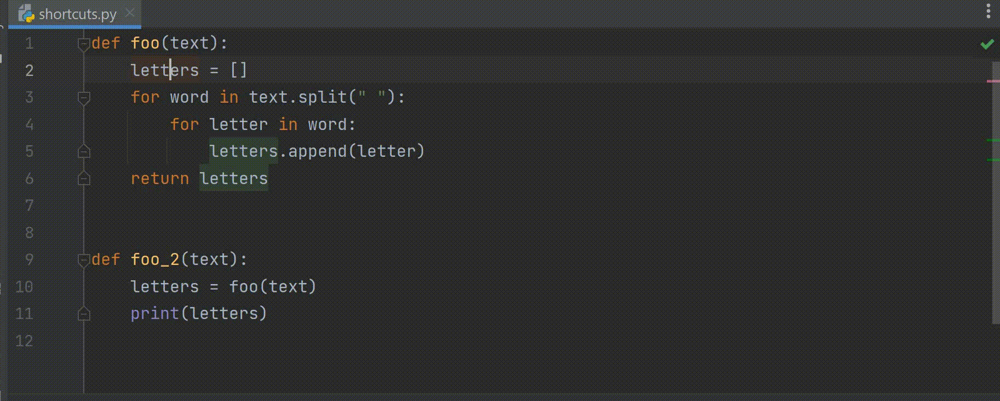 shortcuts.py
1 def foo(text):
2     letters = []
3     for word in text.split(" "):
4         for letter in word:
5             letters.append(letter)
6     return letters
7
8
9 def foo_2(text):
10     letters = foo(text)
11     print(letters)
12